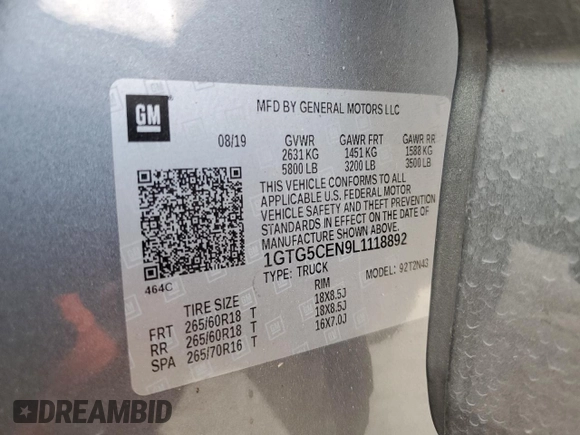 GM
MFD BY GENERAL MOTORS LLC
08/19 GVWR GAWR FRT GAWR RR
2631 KG 1451 KG 1588 KG
5800 LB 3200 LB 3500 LB
THIS VEHICLE CONFORMS TO ALL
APPLICABLE U.S. FEDERAL MOTOR
VEHICLE SAFETY AND THEFT PREVENTION
STANDARDS IN EFFECT ON THE DATE OF
MANUFACTURE SHOWN ABOVE.
1GTG5CEN9L1118892
TYPE: TRUCK MODEL: 92T2N43
464C
TIRE SIZE RIM
FRT 265/60R18 T 18X8.5J
RR 265/60R18 T 18X8.5J
SPA 265/70R16 T 16X7.0J
DREAMBID